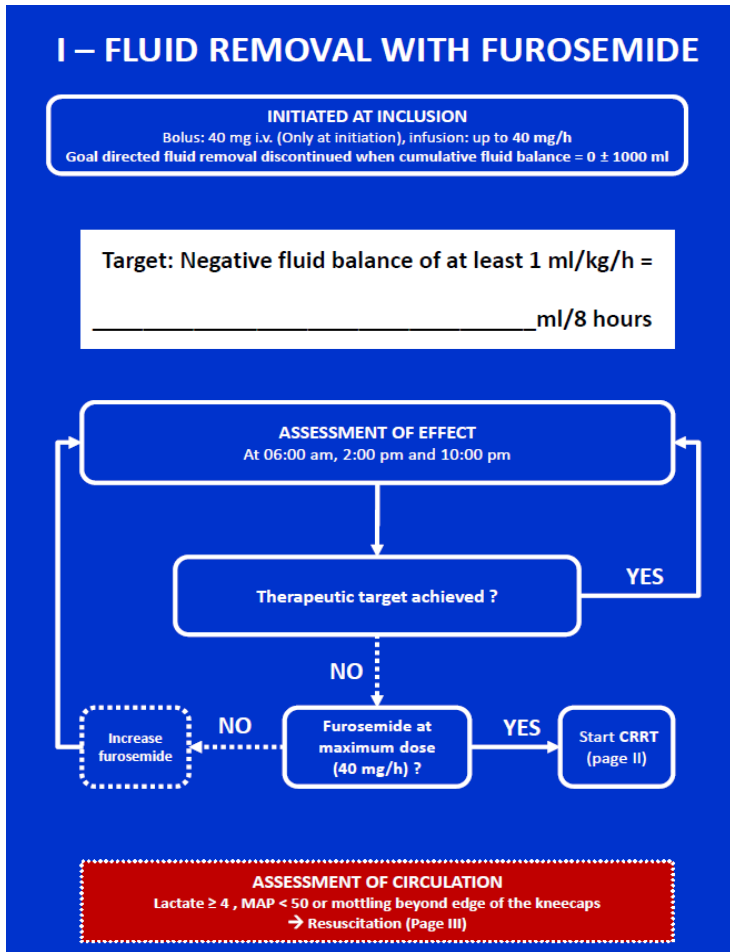 I – FLUID REMOVAL WITH FUROSEMIDE
INITIATED AT INCLUSION
Bolus: 40 mg i.v. (Only at initiation), infusion: up to 40 mg/h
Goal directed fluid removal discontinued when cumulative fluid balance = 0 ± 1000 ml
Target: Negative fluid balance of at least 1 ml/kg/h =
___________________________________ml/8 hours
ASSESSMENT OF EFFECT
At 06:00 am, 2:00 pm and 10:00 pm
Therapeutic target achieved ?
YES
NO
Furosemide at
maximum dose
(40 mg/h) ?
NO
Increase
furosemide
YES
Start CRRT
(page II)
ASSESSMENT OF CIRCULATION
Lactate ≥ 4 , MAP < 50 or mottling beyond edge of the kneecaps
→ Resuscitation (Page III)